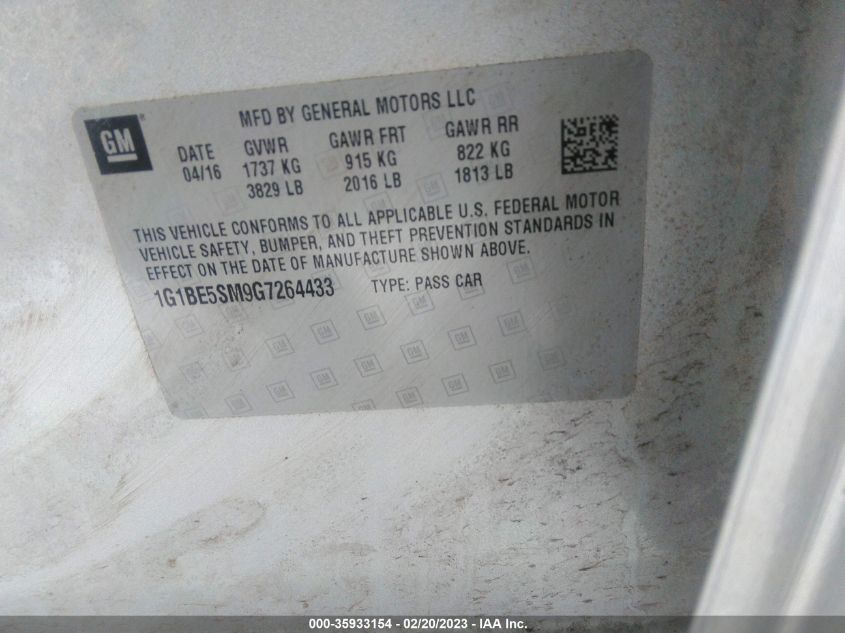 MFD BY GENERAL MOTORS LLC
GM
DATE GVWR GAWR FRT GAWR RR
04/16 1737 KG 915 KG 822 KG
3829 LB 2016 LB 1813 LB
THIS VEHICLE CONFORMS TO ALL APPLICABLE U.S. FEDERAL MOTOR
VEHICLE SAFETY, BUMPER, AND THEFT PREVENTION STANDARDS IN
EFFECT ON THE DATE OF MANUFACTURE SHOWN ABOVE.
1G1BE5SM9G7264433 TYPE: PASS CAR
000-35933154 - 02/20/2023 - IAA Inc.